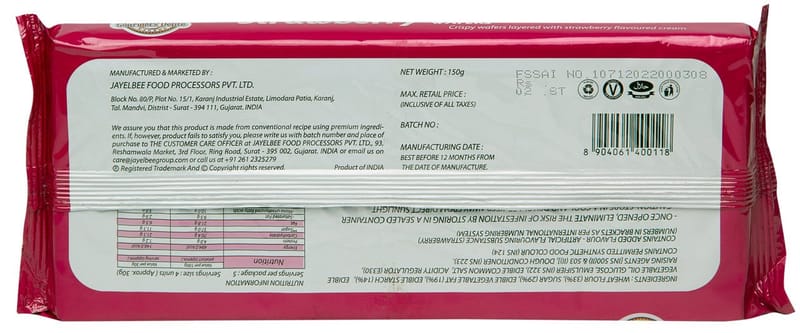 Strawberry
Crispy wafers layered with strawberry flavoured cream
MANUFACTURED & MARKETED BY :
JAYELBEE FOOD PROCESSORS PVT. LTD.
Block No. 80/P, Plot No. 15/1, Karanj Industrial Estate, Limodara Patia, Karanj,
Tal. Mandvi, District - Surat - 394 111, Gujarat. INDIA
We assure you that this product is made from conventional recipe using premium ingredi-
ents. If, however, product fails to satisfy you, please write us with batch number and place of
purchase to THE CUSTOMER CARE OFFICER at JAYELBEE FOOD PROCESSORS PVT. LTD., 93,
Reshamwala Market, 3rd Floor, Ring Road, Surat - 395 002, Gujarat. INDIA or email us on
care@jayelbeegroup.com or call us at +91 261 2325279
® Registered Trademark And © Copyright rights reserved. Product of INDIA
NET WEIGHT : 150g
MAX. RETAIL PRICE :
(INCLUSIVE OF ALL TAXES)
BATCH NO :
MANUFACTURING DATE :
BEST BEFORE 12 MONTHS FROM
THE DATE OF MANUFACTURE.
FSSAI NO 10712022000308
8 904061 400118
INGREDIENTS : WHEAT FLOUR (33%), SUGAR (29%), EDIBLE VEGETABLE FAT (19%), EDIBLE STARCH (14%), EDIBLE
VEGETABLE OIL, GLUCOSE, EMULSIFIER (INS 322), EDIBLE COMMON SALT, ACIDITY REGULATOR (INS330),
RAISING AGENTS [INS 500(II) & 503 (II)], DOUGH CONDITIONER (INS 223).
CONTAINS PERMITTED SYNTHETIC FOOD COLOUR (INS 124)
CONTAINS ADDED FLAVOUR - ARTIFICIAL FLAVOURING SUBSTANCE (STRAWBERRY)
(NUMBER IN BRACKETS AS PER INTERNATIONAL NUMBERING SYSTEM)
- ONCE OPENED, ELIMINATE THE RISK OF INFESTATION BY STORING IN A SEALED CONTAINER
NUTRITION INFORMATION
Serving size : 4 units ( Approx. 30g)
Servings per package : 5
Nutrition
Energy
Protein
Carbohydrate
Fat